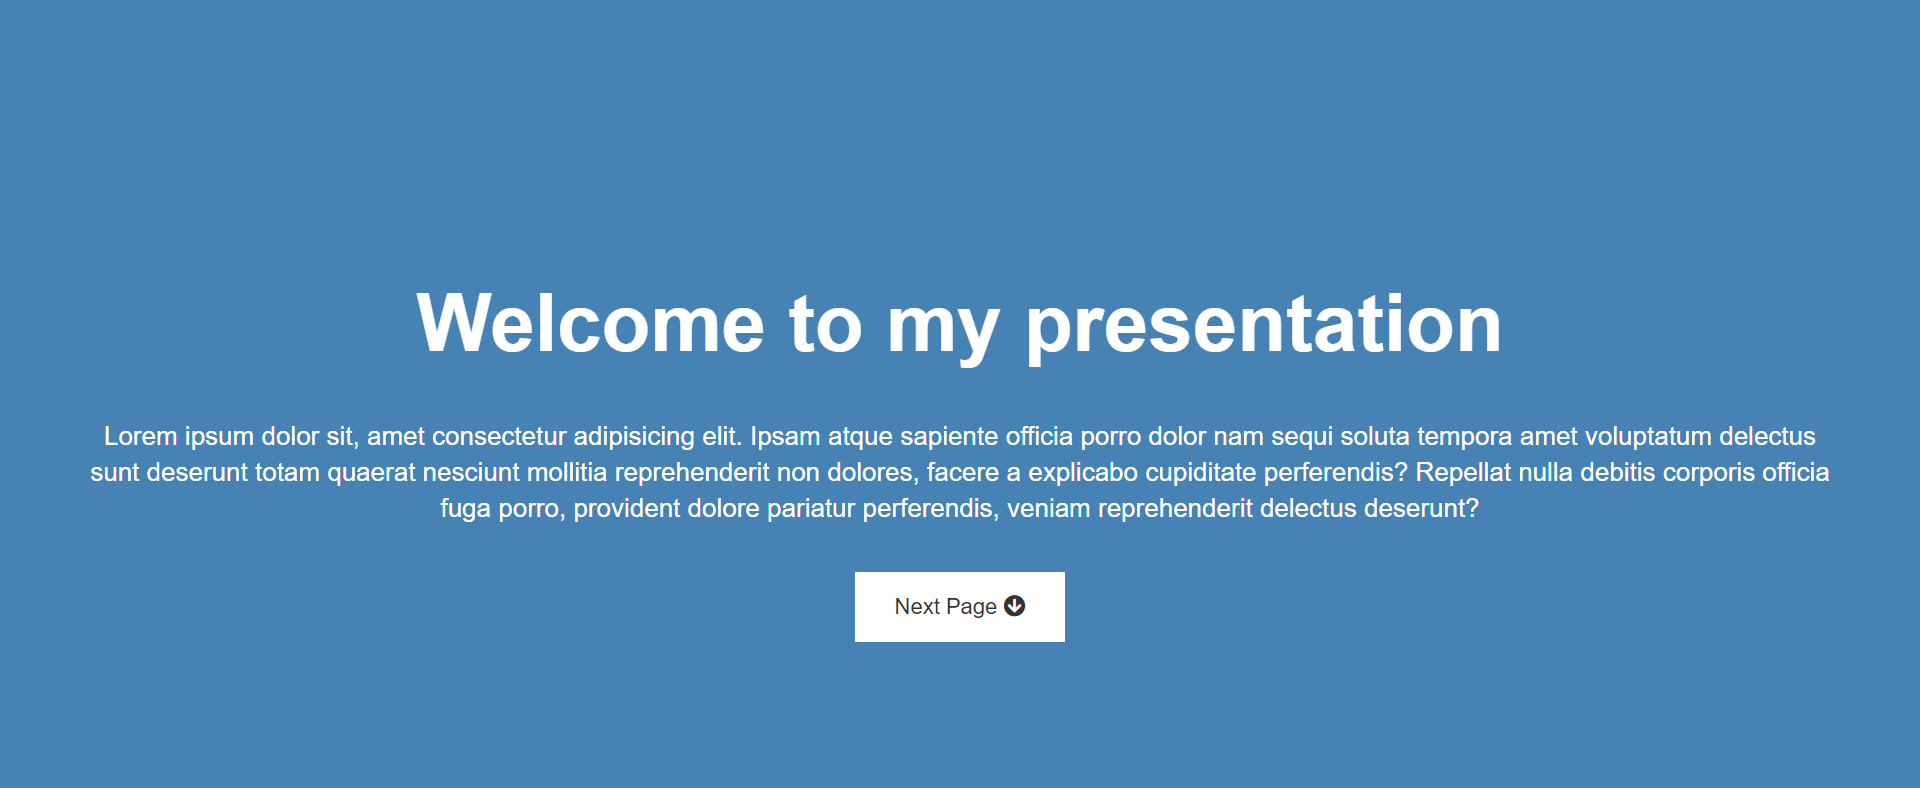 Welcome to my presentation
Lorem ipsum dolor sit, amet consectetur adipisicing elit. Ipsam atque sapiente officia porro dolor nam sequi soluta tempora amet voluptatum delectus
sunt deserunt totam quaerat nesciunt mollitia reprehenderit non dolores, facere a explicabo cupiditate perferendis? Repellat nulla debitis corporis officia
fuga porro, provident dolore pariatur perferendis, veniam reprehenderit delectus deserunt?
Next Page